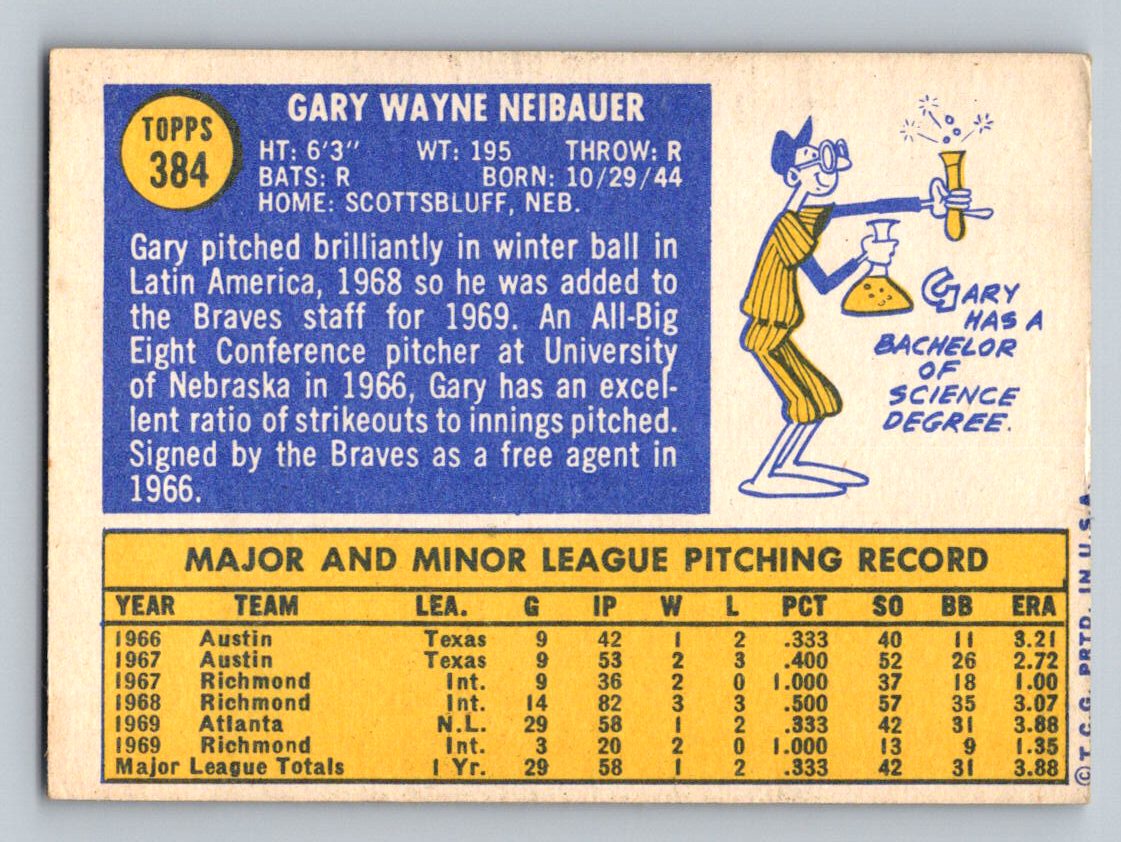 TOPPS
384
GARY WAYNE NEIBAUER
HT: 6'3" WT: 195 THROW: R
BATS: R BORN: 10/29/44
HOME: SCOTTSBLUFF, NEB.
Gary pitched brilliantly in winter ball in
Latin America, 1968 so he was added to
the Braves staff for 1969. An All-Big
Eight Conference pitcher at University
of Nebraska in 1966, Gary has an excel-
lent ratio of strikeouts to innings pitched.
Signed by the Braves as a free agent in
1966.
GARY
HAS A
BACHELOR
OF
SCIENCE
DEGREE.
MAJOR AND MINOR LEAGUE PITCHING RECORD
YEAR TEAM LEA. G IP W L PCT SO BB ERA
1966 Austin Texas 9 42 1 2 .333 40 11 3.21
1967 Austin Texas 9 53 2 3 .400 52 26 2.72
1967 Richmond Int. 9 36 2 0 1.000 37 18 1.00
1968 Richmond Int. 14 82 3 3 .500 57 35 3.07
1969 Atlanta N.L. 29 58 1 2 .333 42 31 3.88
1969 Richmond Int. 3 20 2 0 1.000 13 9 1.35
Major League Totals 1 Yr. 29 58 1 2 .333 42 31 3.88
© T. C. G. PRTD. IN U.S.A.